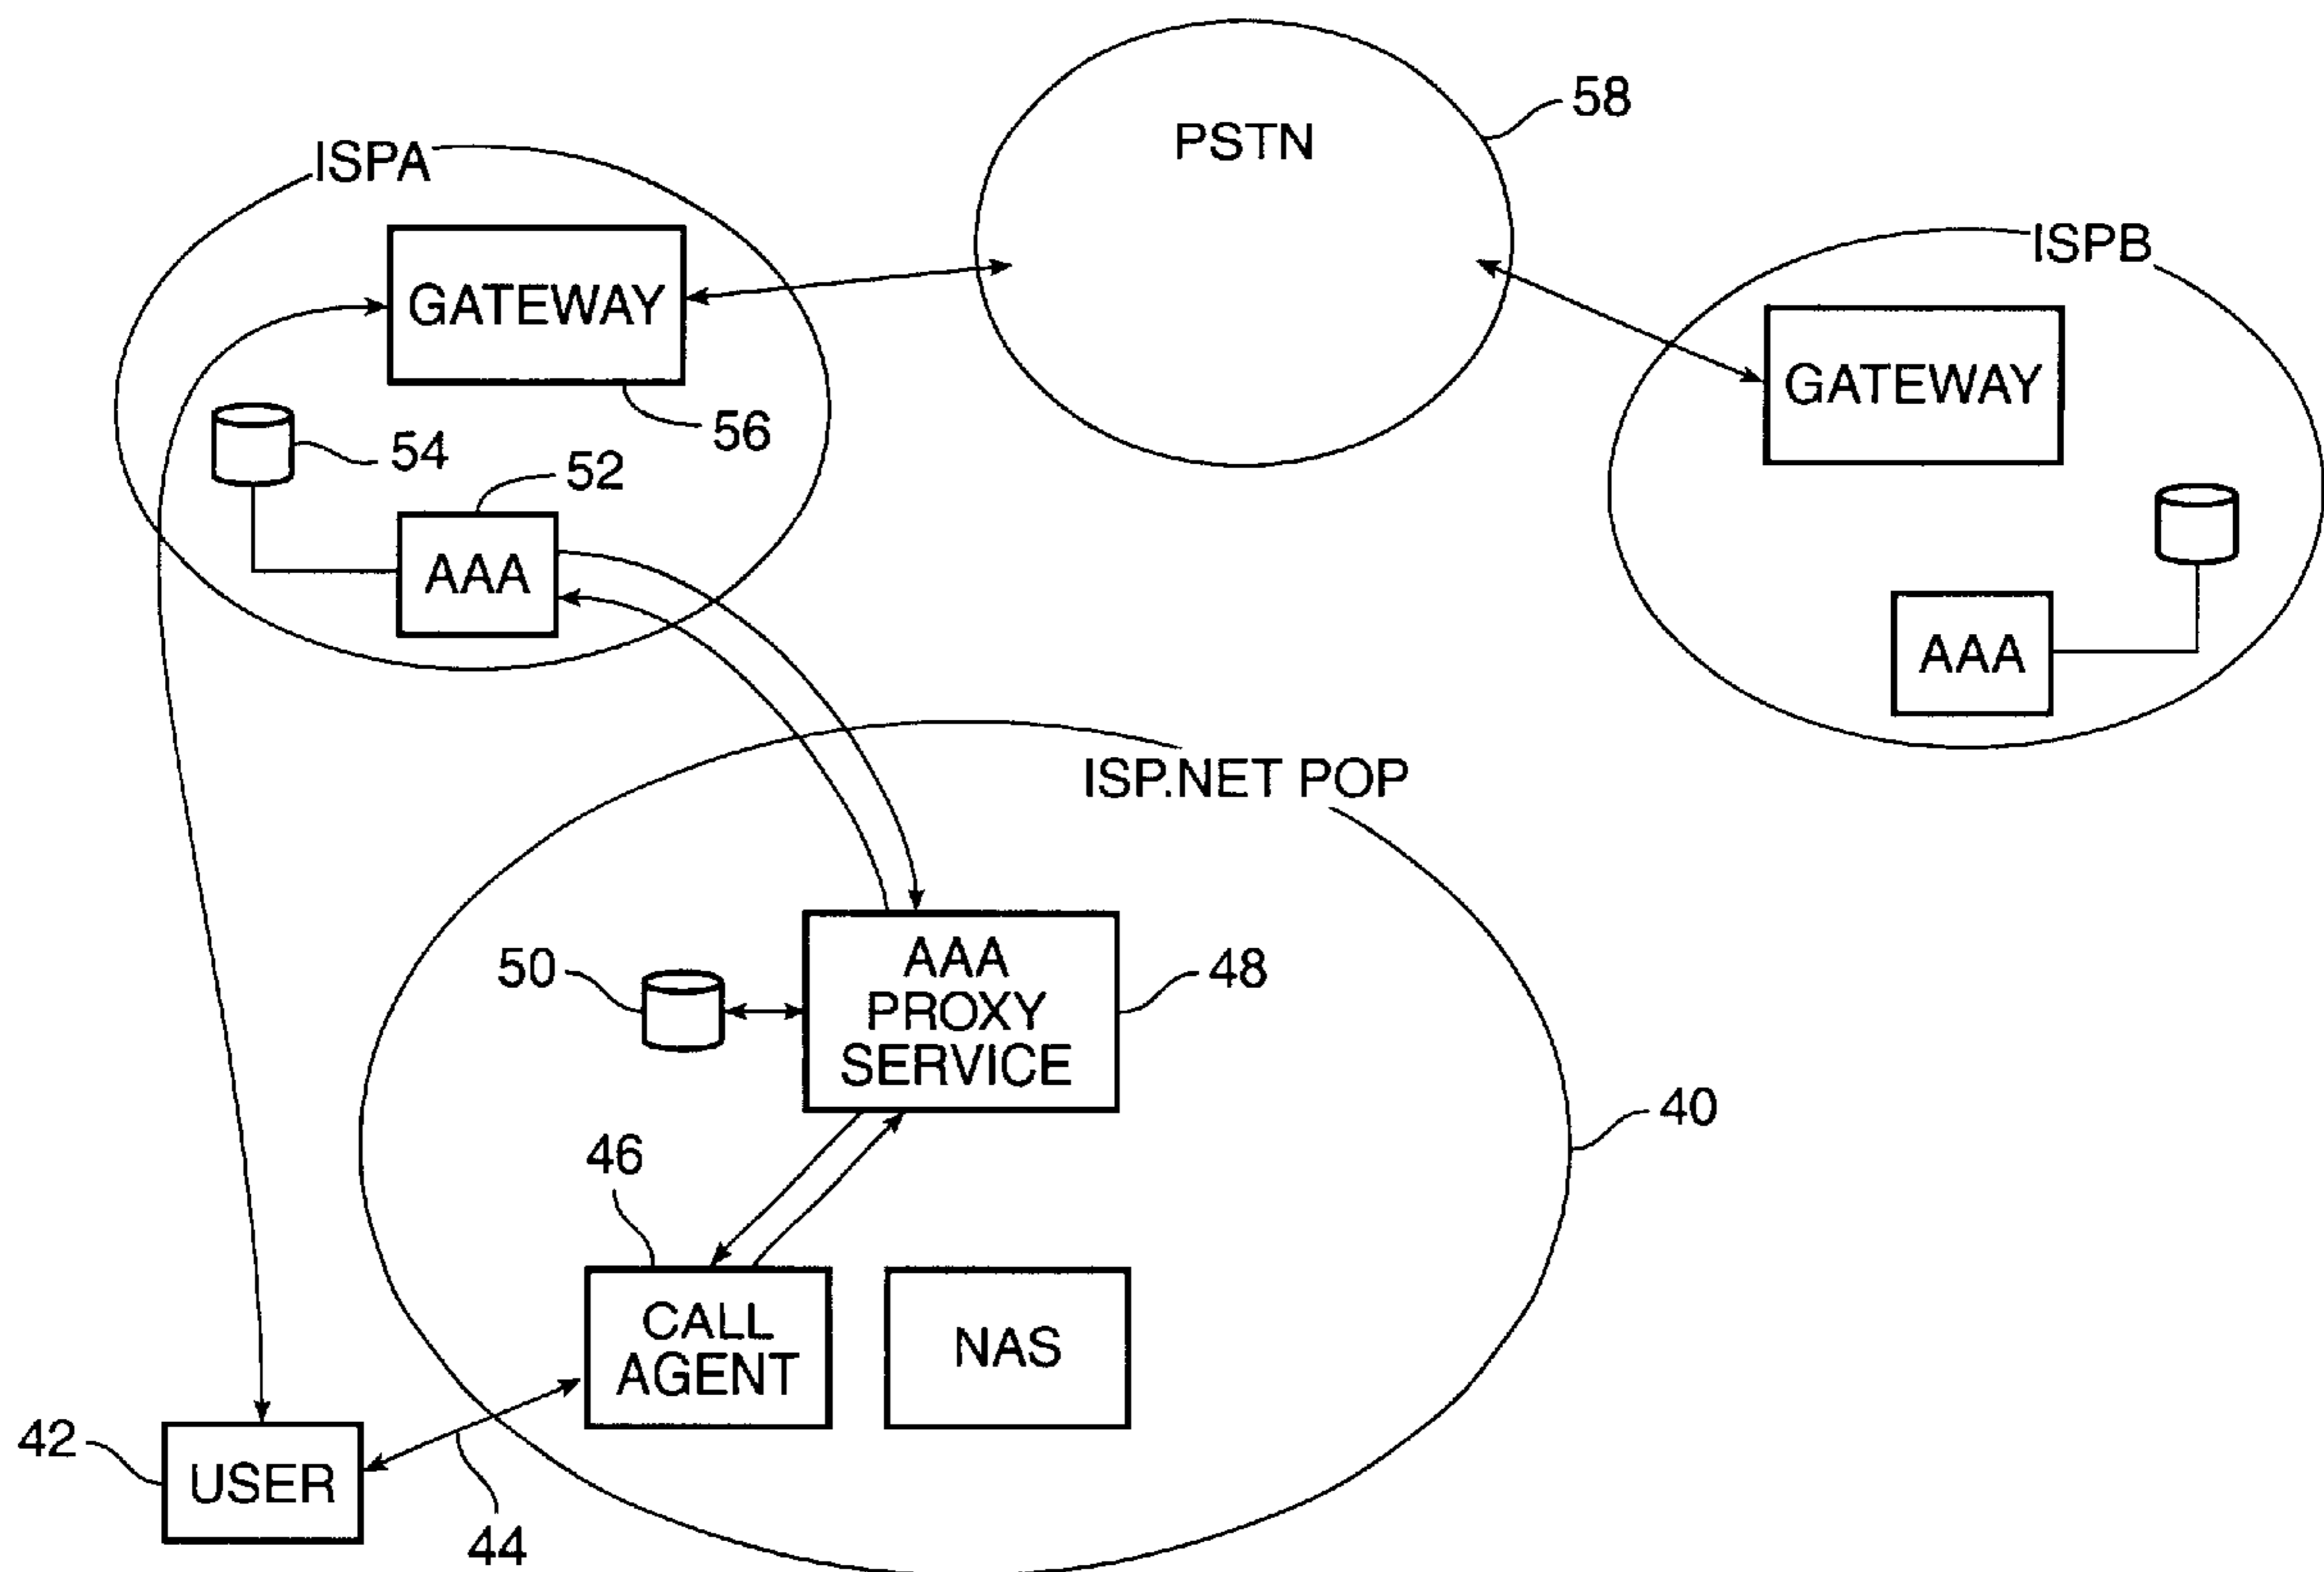 58
PSTN
ISPA
ISPB
GATEWAY
GATEWAY
56
54
52
AAA
AAA
ISP.NET POP
50
AAA
PROXY
SERVICE
48
40
46
CALL
AGENT
NAS
42
USER
44